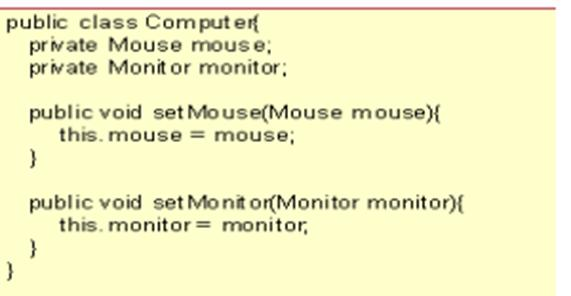 public class Computer{
private Mouse mouse;
private Monitor monitor;
public void setMouse(Mouse mouse){
this.mouse = mouse;
}
public void setMonitor(Monitor monitor){
this.monitor = monitor;
}
}